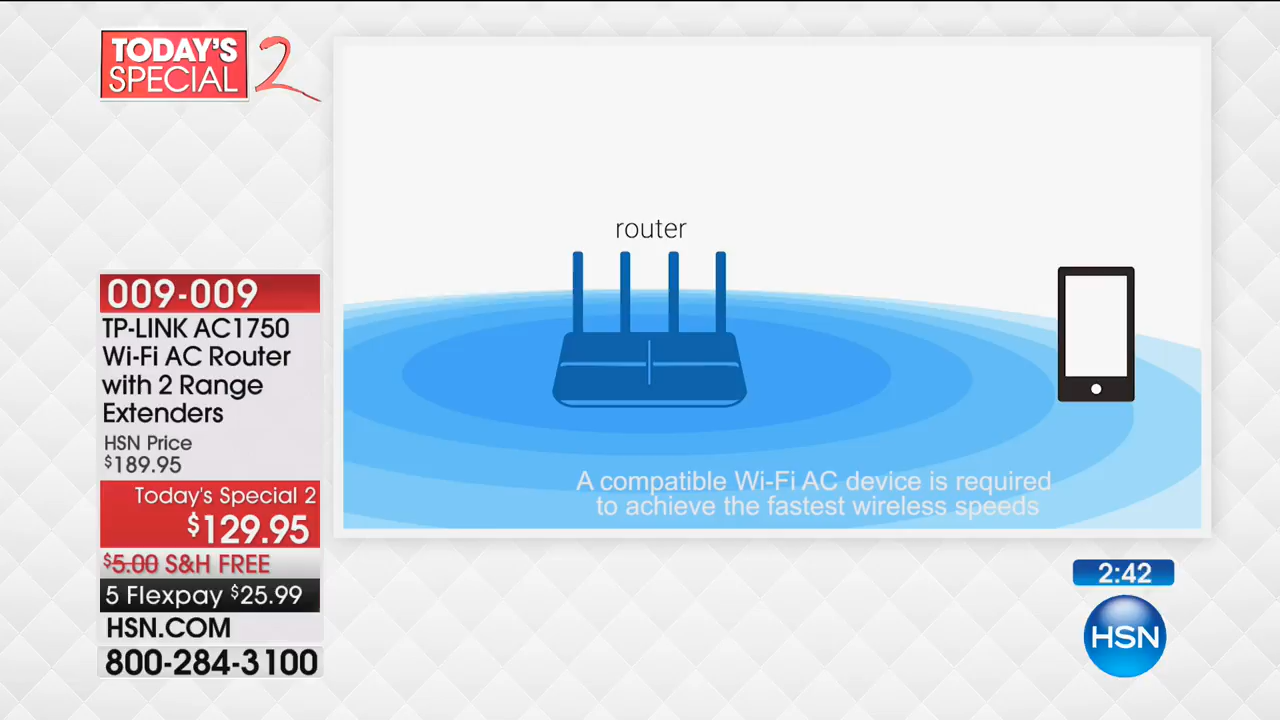 TODAY'S
SPECIAL 2
router
009-009
TP-LINK AC1750
Wi-Fi AC Router
with 2 Range
Extenders
HSN Price
$189.95
Today's Special 2
$129.95
$5.00 S&H FREE
5 Flexpay $25.99
HSN.COM
800-284-3100
A compatible Wi-Fi AC device is required
to achieve the fastest wireless speeds
2:42
HSN